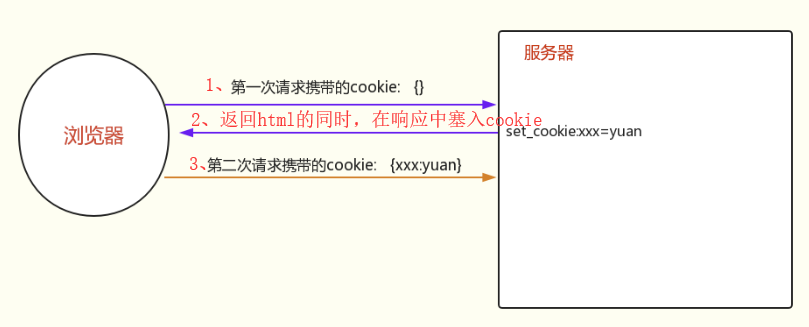 服务器
1、第一次请求携带的cookie: {}
浏览器
2、返回html的同时，在响应中塞入cookie
set_cookie:xxx=yuan
3、第二次请求携带的cookie: {xxx:yuan}